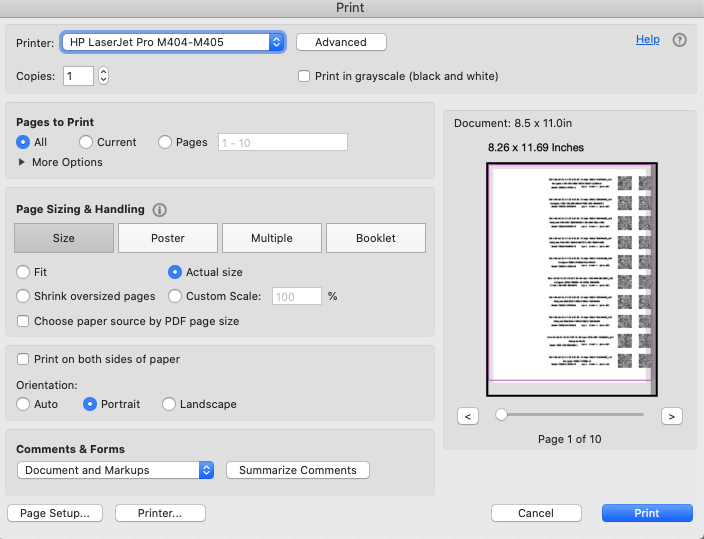 Print
Printer: HP LaserJet Pro M404-M405 Advanced Help ?
Copies: 1 Print in grayscale (black and white)
Pages to Print
All Current Pages 1 - 10
More Options
Page Sizing & Handling i
Size Poster Multiple Booklet
Fit Actual size
Shrink oversized pages Custom Scale: 100 %
Choose paper source by PDF page size
Print on both sides of paper
Orientation:
Auto Portrait Landscape
Comments & Forms
Document and Markups Summarize Comments
Page Setup... Printer...
Document: 8.5 x 11.0in
8.26 x 11.69 Inches
< >
Page 1 of 10
Cancel Print